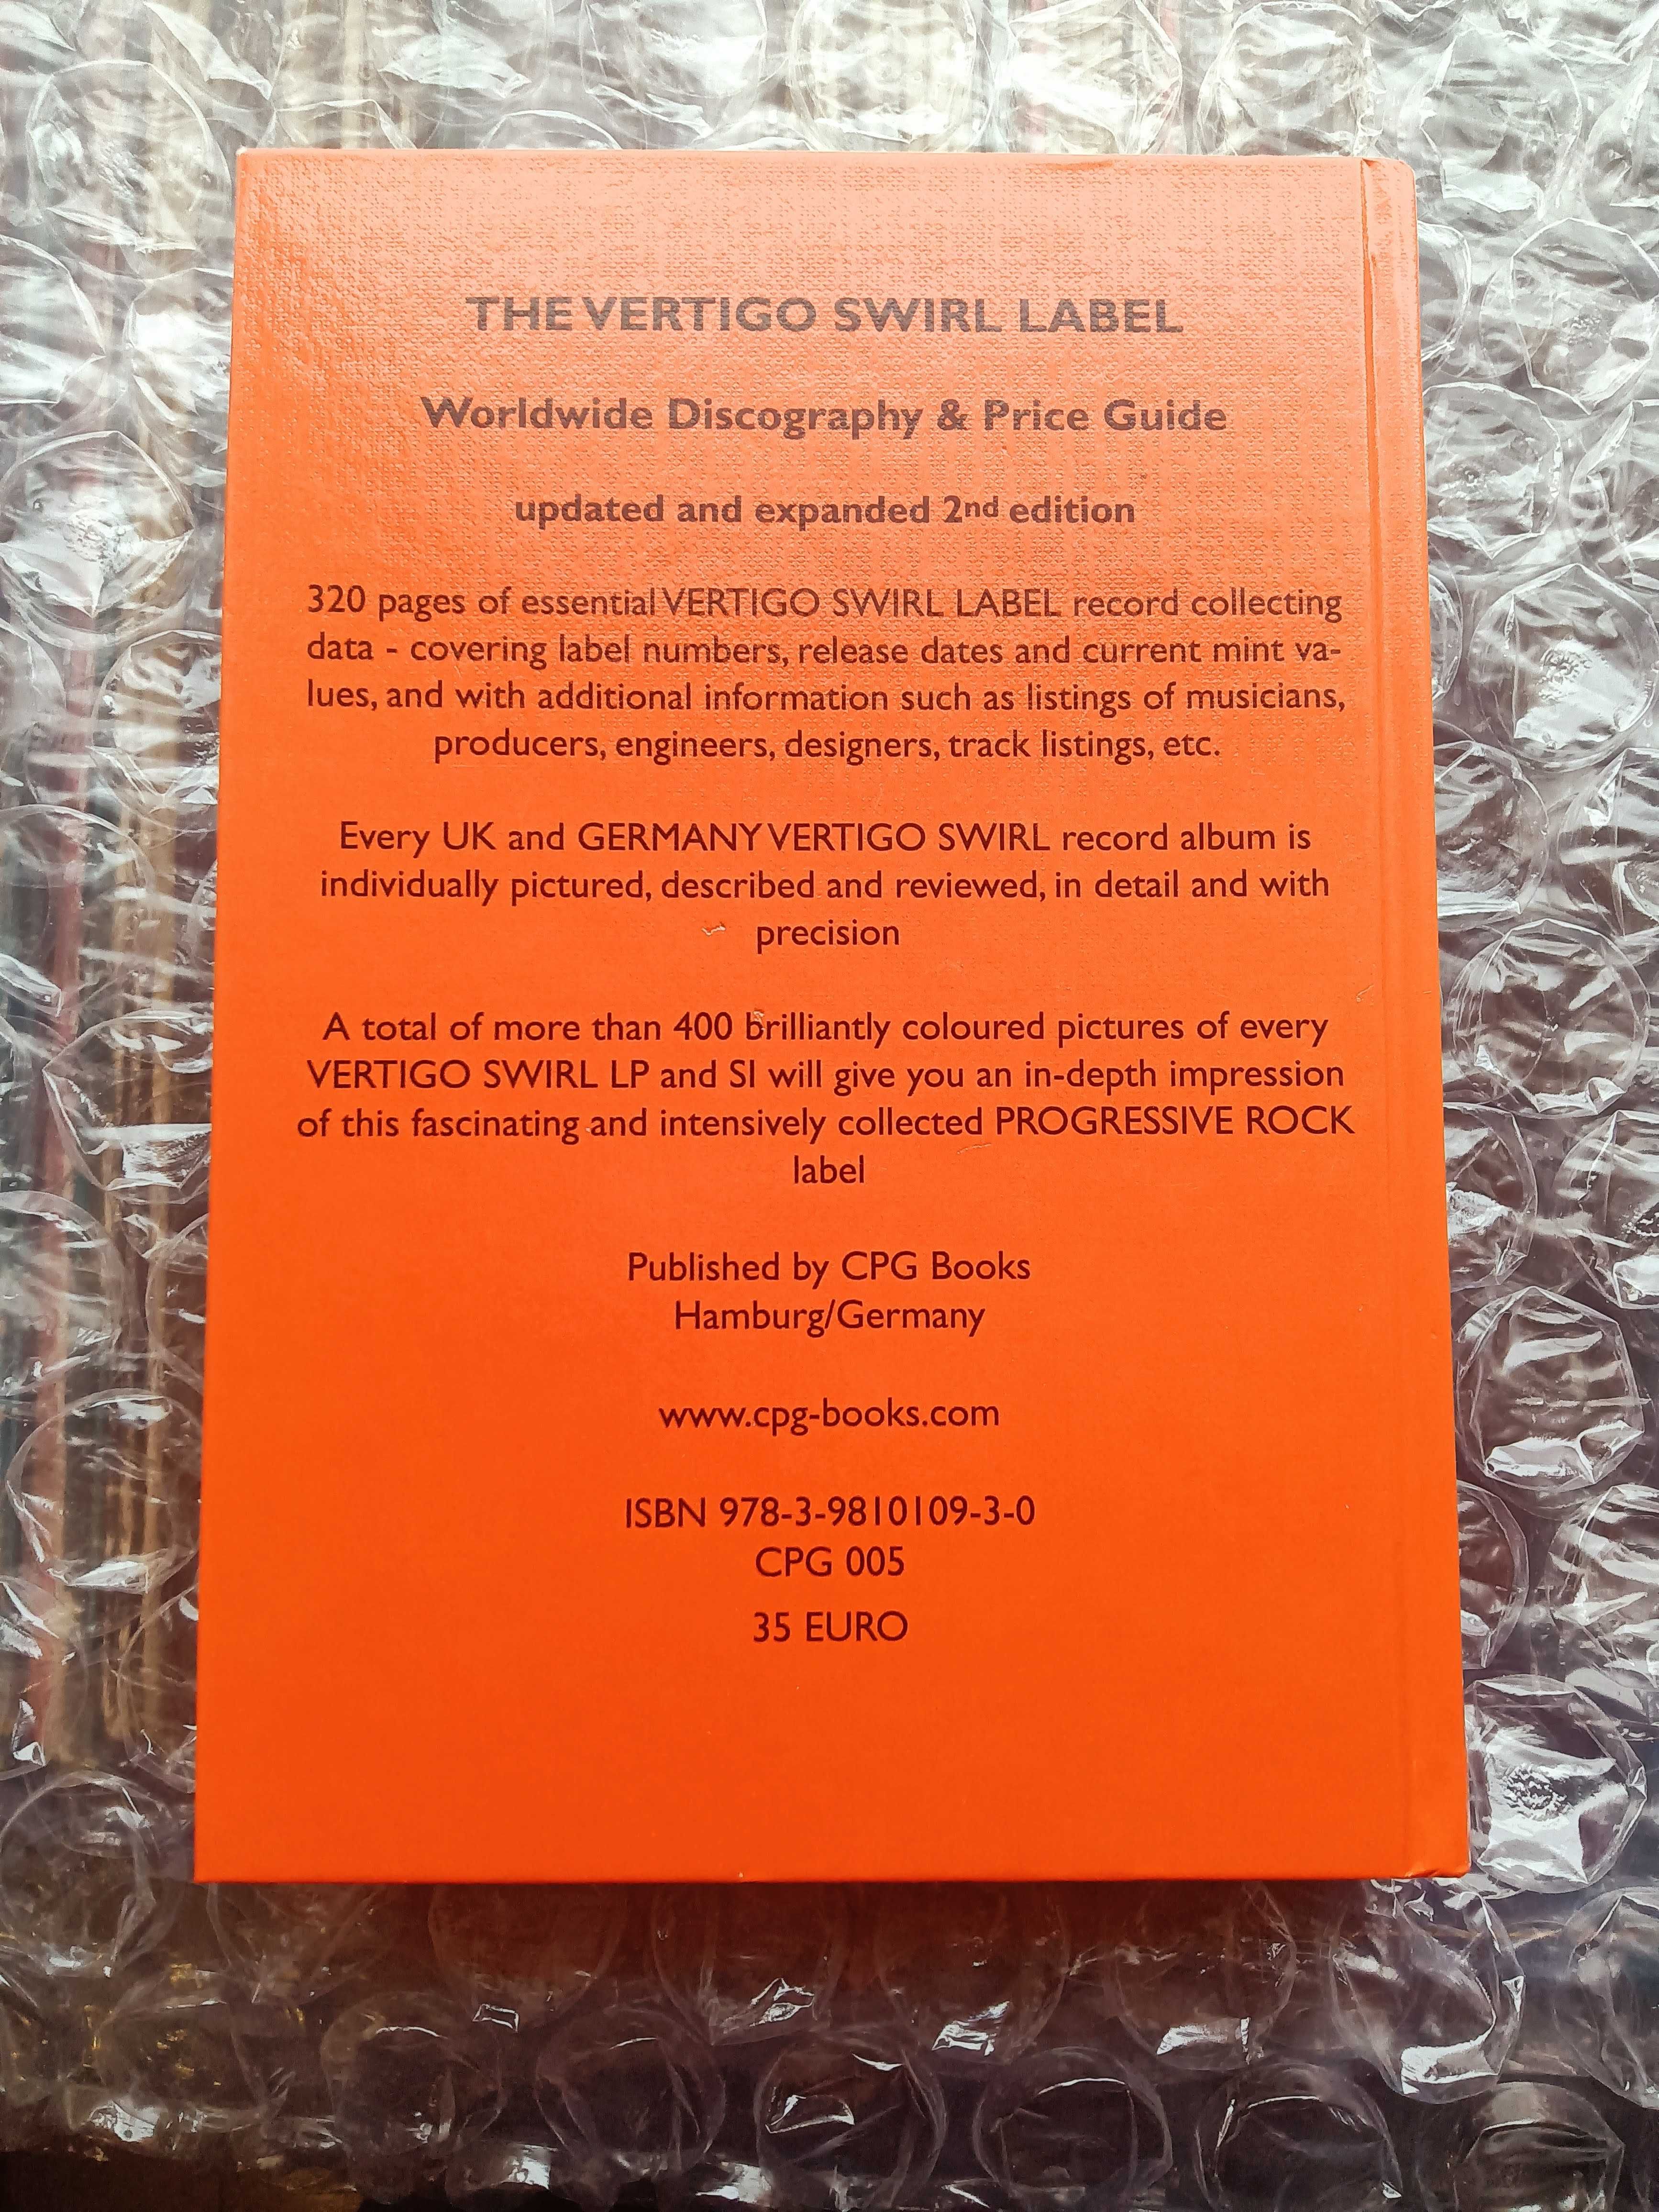 THE VERTIGO SWIRL LABEL
Worldwide Discography & Price Guide
updated and expanded 2nd edition
320 pages of essential VERTIGO SWIRL LABEL record collecting
data - covering label numbers, release dates and current mint va-
lues, and with additional information such as listings of musicians,
producers, engineers, designers, track listings, etc.
Every UK and GERMANY VERTIGO SWIRL record album is
individually pictured, described and reviewed, in detail and with
precision
A total of more than 400 brilliantly coloured pictures of every
VERTIGO SWIRL LP and SI will give you an in-depth impression
of this fascinating and intensively collected PROGRESSIVE ROCK
label
Published by CPG Books
Hamburg/Germany
www.cpg-books.com
ISBN 978-3-9810109-3-0
CPG 005
35 EURO